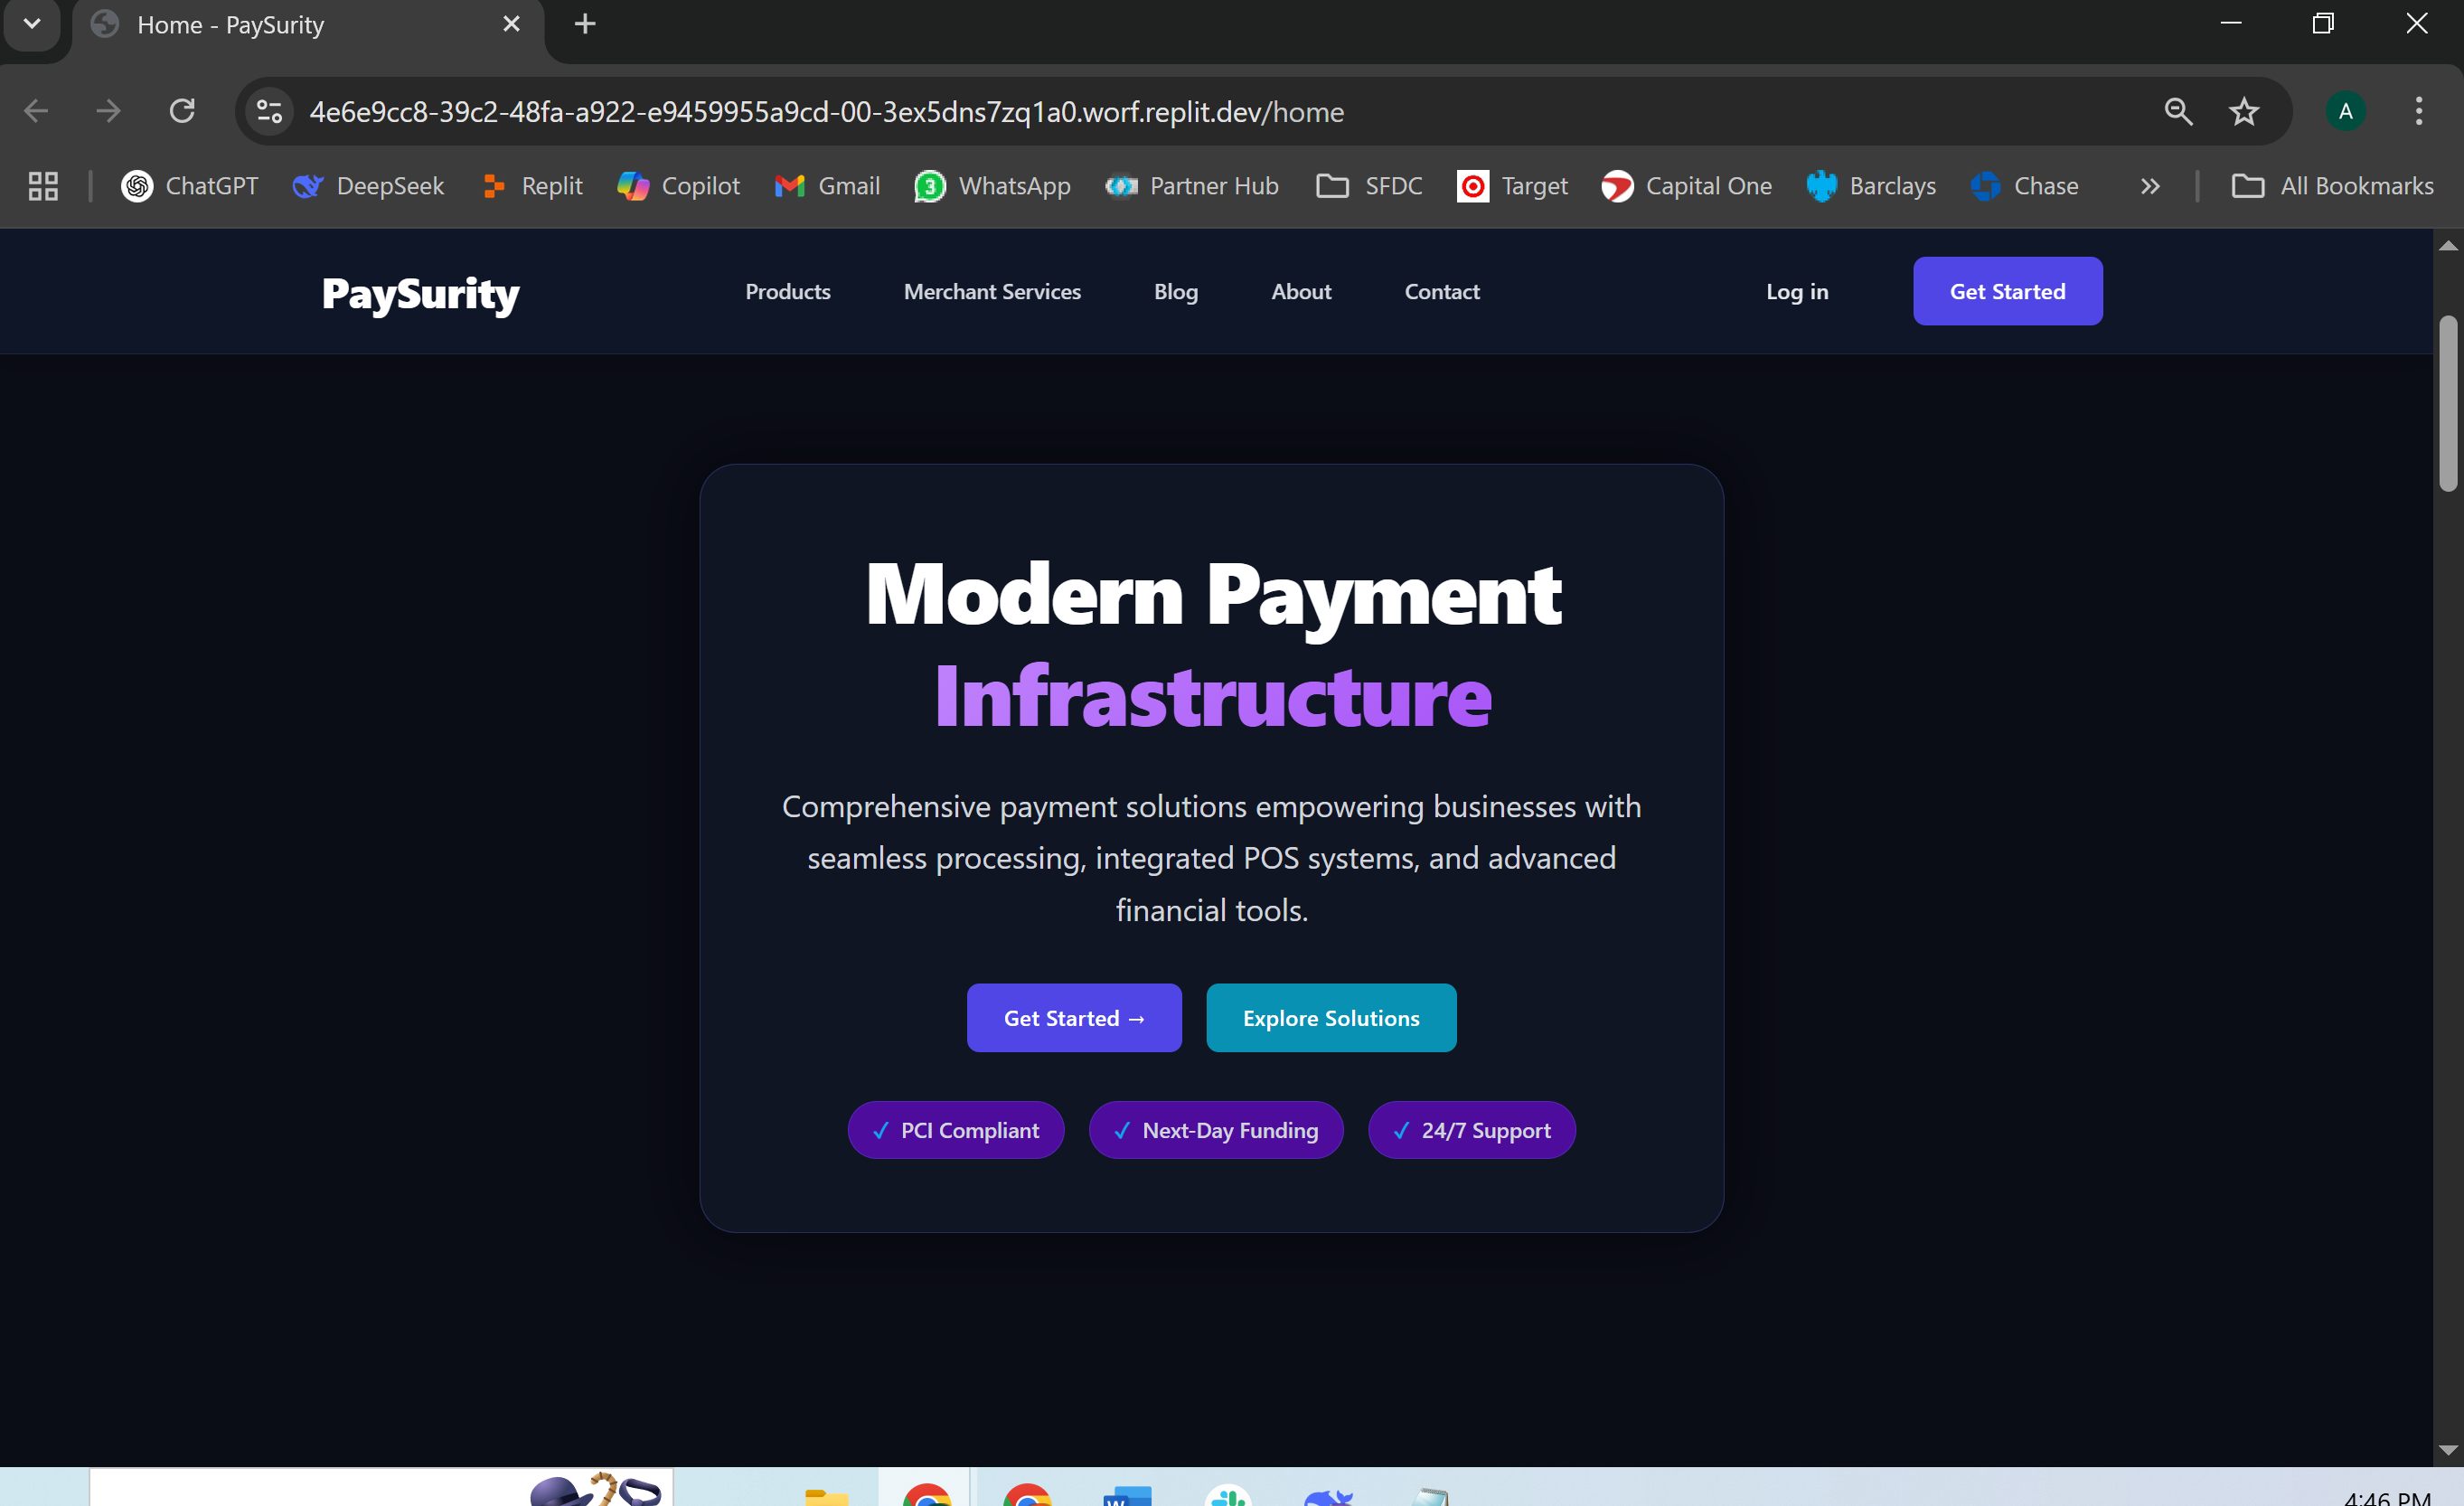 Home - PaySurity
4e6e9cc8-39c2-48fa-a922-e9459955a9cd-00-3ex5dns7zq1a0.worf.replit.dev/home
A
ChatGPT DeepSeek Replit Copilot Gmail 3 WhatsApp Partner Hub SFDC Target Capital One Barclays Chase All Bookmarks
PaySurity Products Merchant Services Blog About Contact Log in Get Started
Modern Payment
Infrastructure
Comprehensive payment solutions empowering businesses with
seamless processing, integrated POS systems, and advanced
financial tools.
Get Started → Explore Solutions
✓ PCI Compliant ✓ Next-Day Funding ✓ 24/7 Support
W
4:46 PM